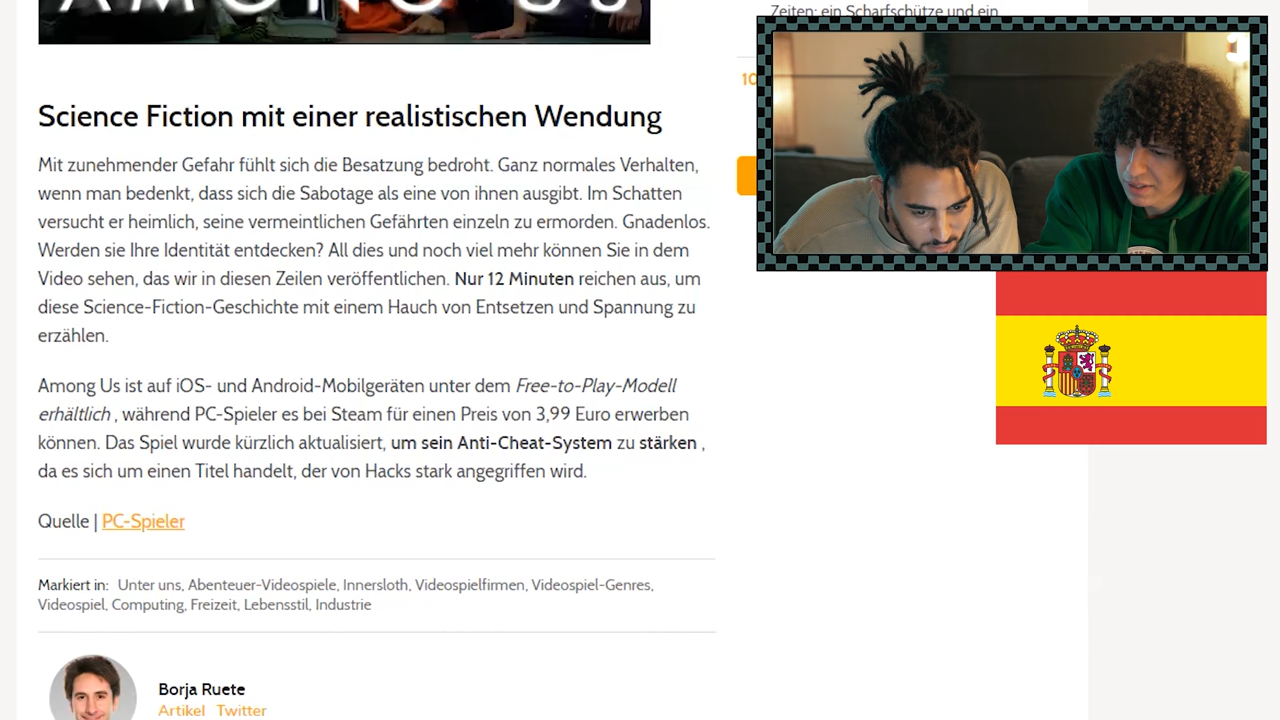 AMONG US
Zeiten: ein Scharfschütze und ein
10
Science Fiction mit einer realistischen Wendung
Mit zunehmender Gefahr fühlt sich die Besatzung bedroht. Ganz normales Verhalten,
wenn man bedenkt, dass sich die Sabotage als eine von ihnen ausgibt. Im Schatten
versucht er heimlich, seine vermeintlichen Gefährten einzeln zu ermorden. Gnadenlos.
Werden sie Ihre Identität entdecken? All dies und noch viel mehr können Sie in dem
Video sehen, das wir in diesen Zeilen veröffentlichen. Nur 12 Minuten reichen aus, um
diese Science-Fiction-Geschichte mit einem Hauch von Entsetzen und Spannung zu
erzählen.
Among Us ist auf iOS- und Android-Mobilgeräten unter dem Free-to-Play-Modell
erhältlich , während PC-Spieler es bei Steam für einen Preis von 3,99 Euro erwerben
können. Das Spiel wurde kürzlich aktualisiert, um sein Anti-Cheat-System zu stärken ,
da es sich um einen Titel handelt, der von Hacks stark angegriffen wird.
Quelle | PC-Spieler
Markiert in: Unter uns, Abenteuer-Videospiele, Innersloth, Videospielfirmen, Videospiel-Genres,
Videospiel, Computing, Freizeit, Lebensstil, Industrie
Borja Ruete
Artikel Twitter